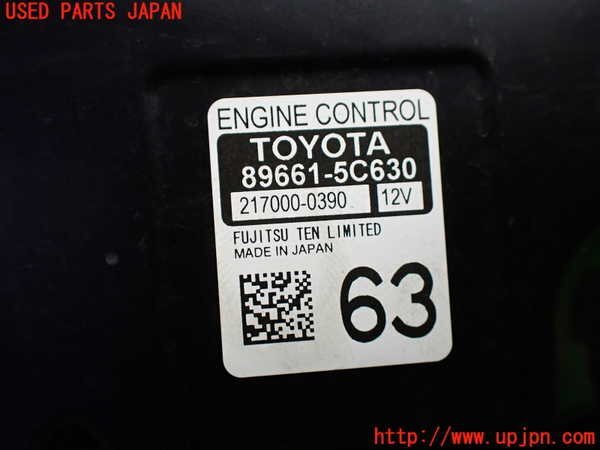 USED PARTS JAPAN
ENGINE CONTROL
TOYOTA
89661-5C630
217000-0390 12V
FUJITSU TEN LIMITED
MADE IN JAPAN
63
Copyright(C)
www.upjpn.com